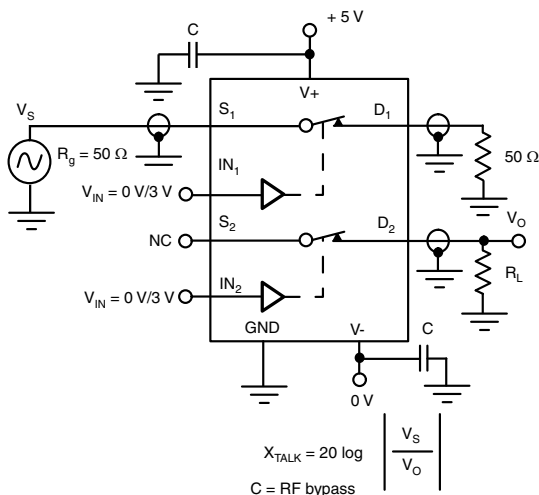 + 5 V
C
V+
V_S
S_1
D_1
R_g = 50 Ω
50 Ω
IN_1
V_IN = 0 V/3 V
S_2
D_2
V_O
NC
R_L
IN_2
V_IN = 0 V/3 V
GND
V-
C
0 V
X_TALK = 20 log | V_S / V_O |
C = RF bypass